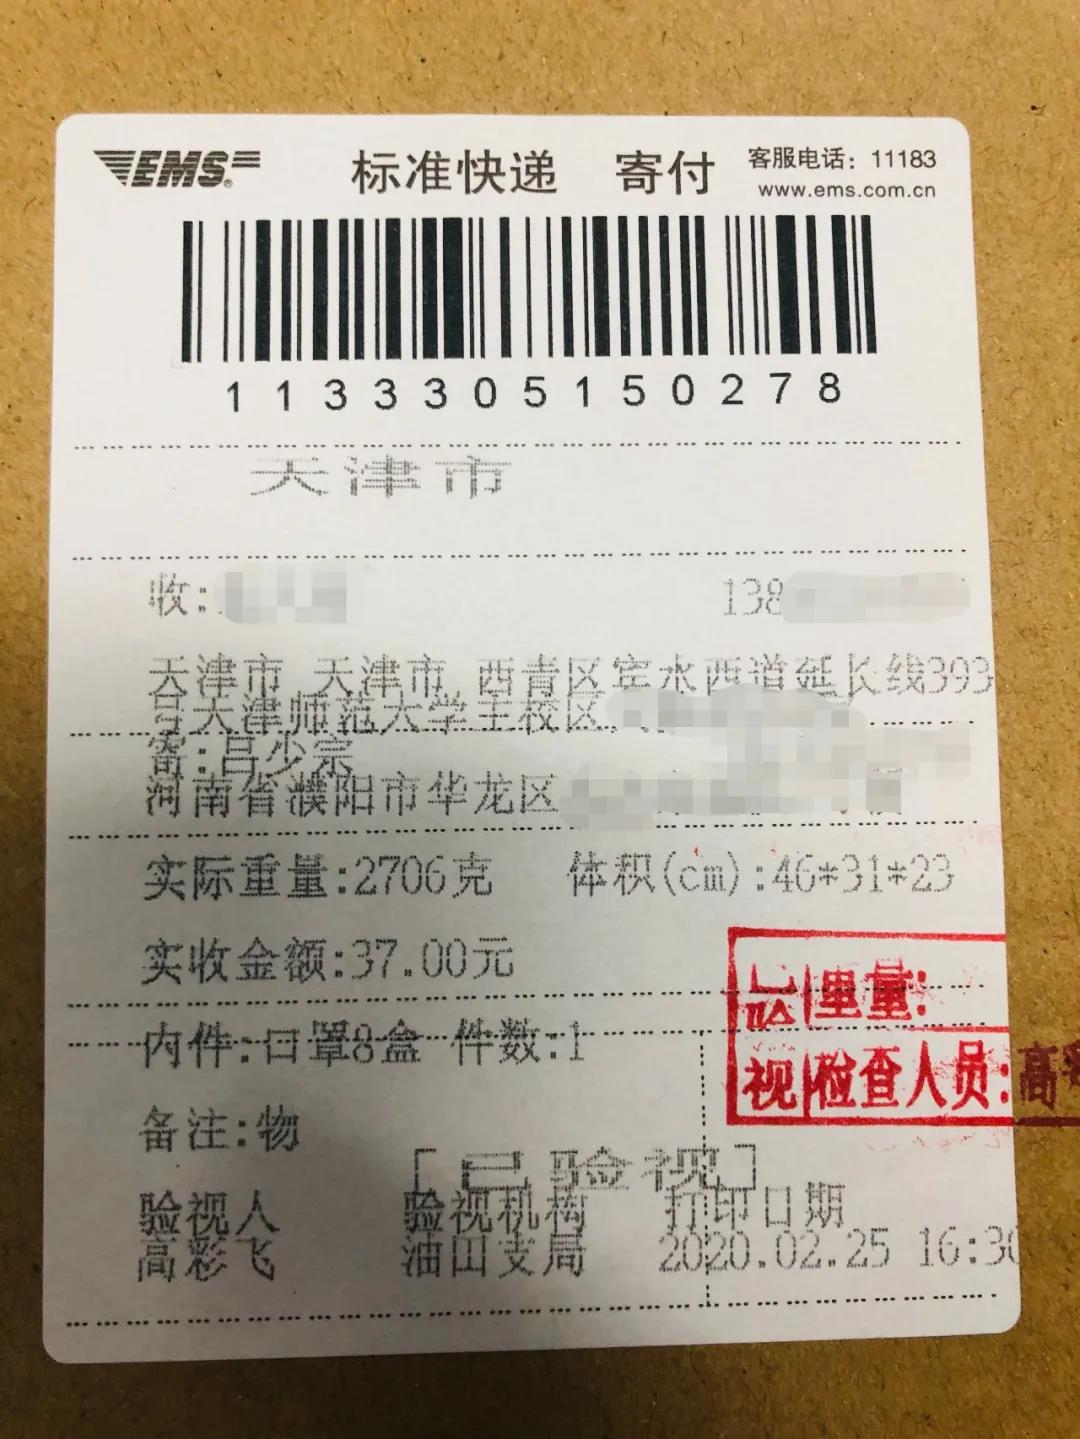 EMS® 标准快递 寄付 客服电话：11183
www.ems.com.cn
1133305150278
天津市
收: 138
天津市 天津市 西青区宾水西道延长线393
号天津师范大学主校区
寄:吕少宗
河南省濮阳市华龙区
实际重量:2706克 体积(cm):46*31*23
实收金额:37.00元
验 重量:
内件:口罩8盒 件数:1
视 检查人员:高
备注:物
[已验视]
验视人 验视机构 打印日期
高彩飞 油田支局 2020.02.25 16:30